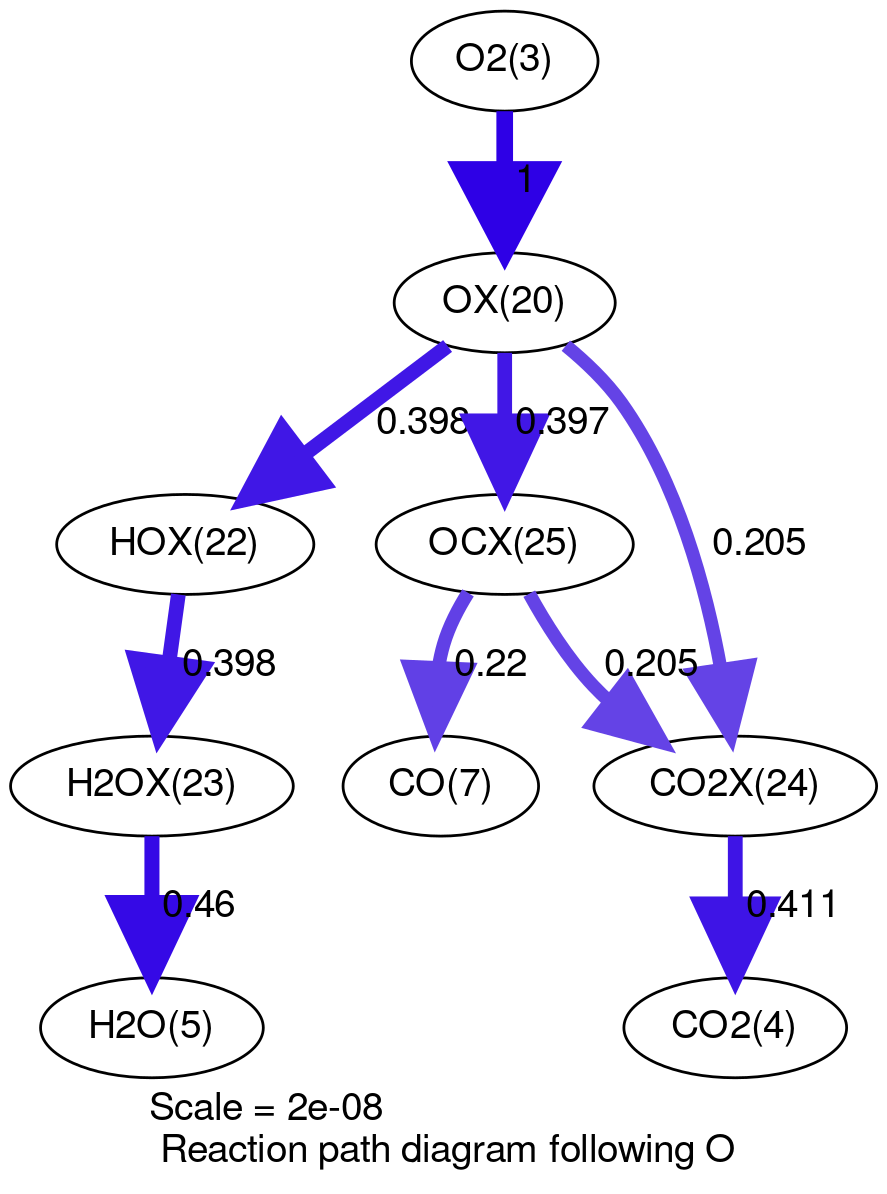 O2(3)
1
OX(20)
0.398
0.397
HOX(22)
OCX(25)
0.205
0.398
0.22
0.205
H2OX(23)
CO(7)
CO2X(24)
0.46
0.411
H2O(5)
CO2(4)
Scale = 2e-08
Reaction path diagram following O